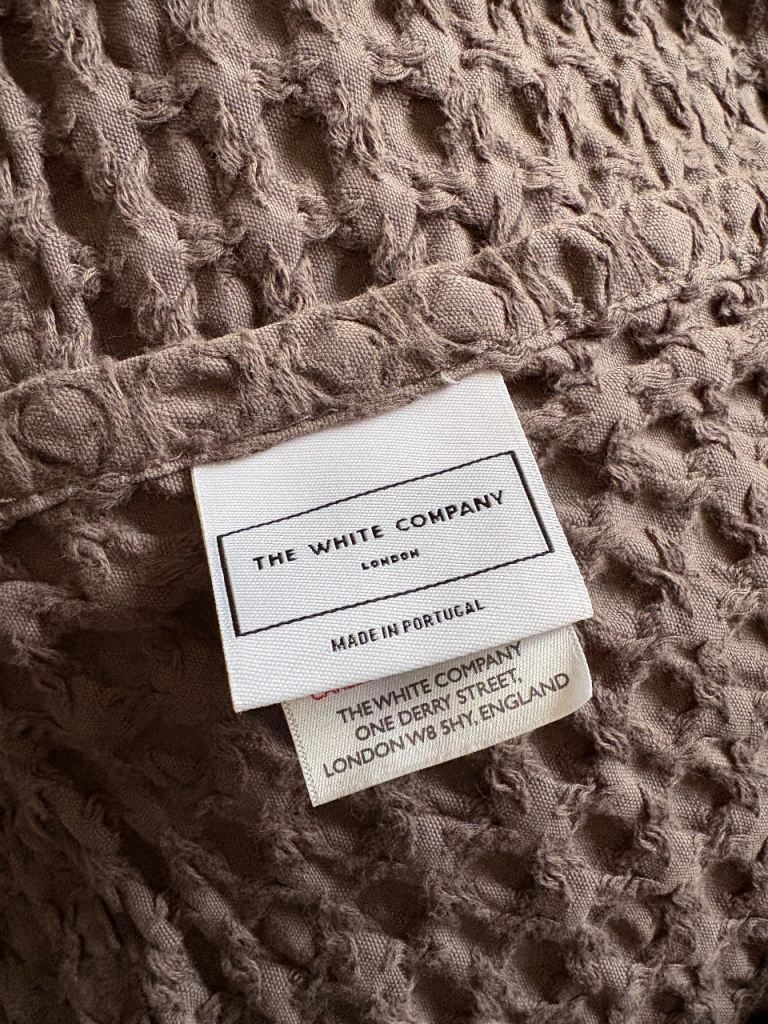 THE WHITE COMPANY
LONDON
MADE IN PORTUGAL
THE WHITE COMPANY
ONE DERRY STREET,
LONDON W8 5HY, ENGLAND